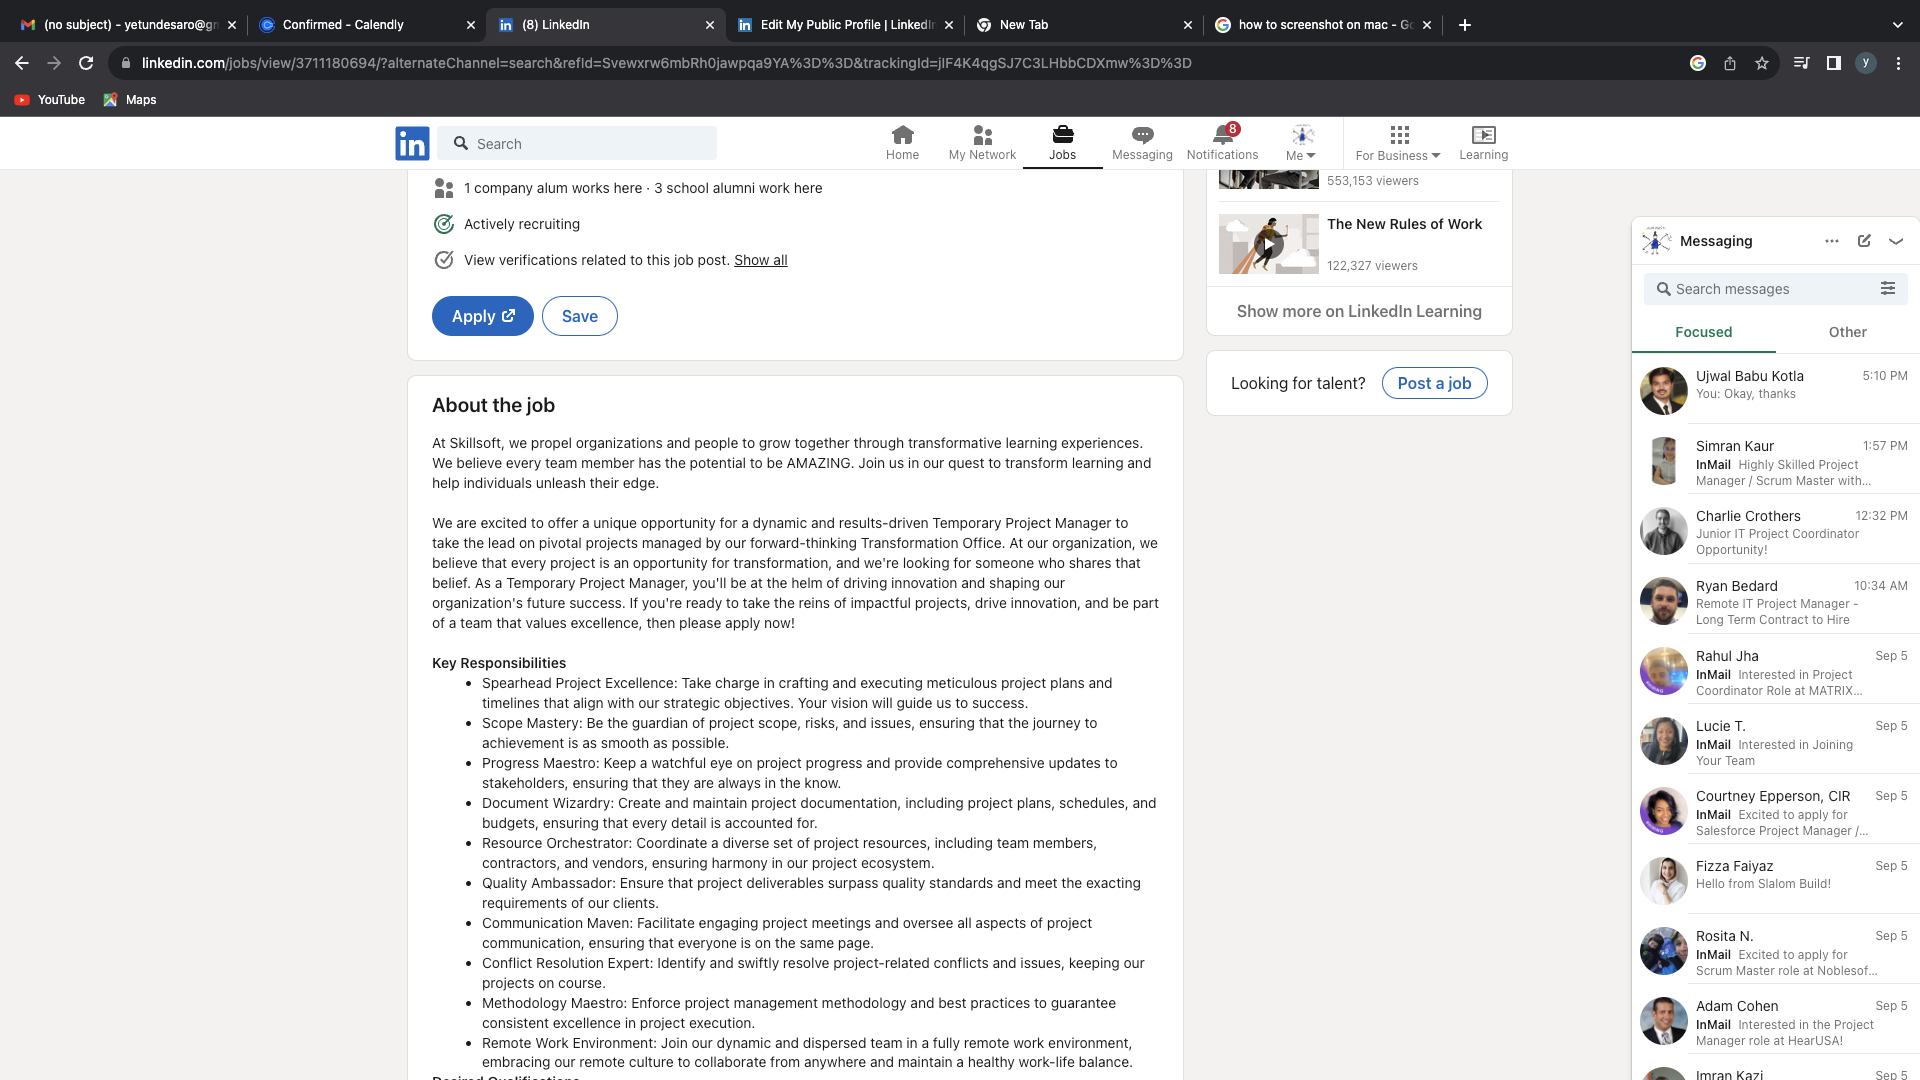 (no subject) - yetundesaro@gm
Confirmed - Calendly
(8) LinkedIn
Edit My Public Profile | LinkedIn
New Tab
how to screenshot on mac - Go
linkedin.com/jobs/view/3711180694/?alternateChannel=search&refId=Svewxrw6mbRh0jawpqa9YA%3D%3D&trackingId=jIF4K4qgSJ7C3LHbbCDXmw%3D%3D
y
YouTube
Maps
in
Search
Home
My Network
Jobs
Messaging
8
Notifications
Me
For Business
Learning
1 company alum works here · 3 school alumni work here
Actively recruiting
View verifications related to this job post. Show all
Apply
Save
About the job
At Skillsoft, we propel organizations and people to grow together through transformative learning experiences.
We believe every team member has the potential to be AMAZING. Join us in our quest to transform learning and
help individuals unleash their edge.
We are excited to offer a unique opportunity for a dynamic and results-driven Temporary Project Manager to
take the lead on pivotal projects managed by our forward-thinking Transformation Office. At our organization, we
believe that every project is an opportunity for transformation, and we're looking for someone who shares that
belief. As a Temporary Project Manager, you'll be at the helm of driving innovation and shaping our
organization's future success. If you're ready to take the reins of impactful projects, drive innovation, and be part
of a team that values excellence, then please apply now!
Key Responsibilities
• Spearhead Project Excellence: Take charge in crafting and executing meticulous project plans and
timelines that align with our strategic objectives. Your vision will guide us to success.
• Scope Mastery: Be the guardian of project scope, risks, and issues, ensuring that the journey to
achievement is as smooth as possible.
• Progress Maestro: Keep a watchful eye on project progress and provide comprehensive updates to
stakeholders, ensuring that they are always in the know.
• Document Wizardry: Create and maintain project documentation, including project plans, schedules, and
budgets, ensuring that every detail is accounted for.
• Resource Orchestrator: Coordinate a diverse set of project resources, including team members,
contractors, and vendors, ensuring harmony in our project ecosystem.
• Quality Ambassador: Ensure that project deliverables surpass quality standards and meet the exacting
requirements of our clients.
• Communication Maven: Facilitate engaging project meetings and oversee all aspects of project
communication, ensuring that everyone is on the same page.
• Conflict Resolution Expert: Identify and swiftly resolve project-related conflicts and issues, keeping our
projects on course.
• Methodology Maestro: Enforce project management methodology and best practices to guarantee
consistent excellence in project execution.
• Remote Work Environment: Join our dynamic and dispersed team in a fully remote work environment,
embracing our remote culture to collaborate from anywhere and maintain a healthy work-life balance.
Desired Qualifications
553,153 viewers
The New Rules of Work
122,327 viewers
Show more on LinkedIn Learning
Looking for talent?
Post a job
Messaging
Search messages
Focused
Other
Ujwal Babu Kotla 5:10 PM
You: Okay, thanks
Simran Kaur 1:57 PM
InMail Highly Skilled Project
Manager / Scrum Master with...
Charlie Crothers 12:32 PM
Junior IT Project Coordinator
Opportunity!
Ryan Bedard 10:34 AM
Remote IT Project Manager -
Long Term Contract to Hire
Rahul Jha Sep 5
InMail Interested in Project
Coordinator Role at MATRIX...
Lucie T. Sep 5
InMail Interested in Joining
Your Team
Courtney Epperson, CIR Sep 5
InMail Excited to apply for
Salesforce Project Manager /...
Fizza Faiyaz Sep 5
Hello from Slalom Build!
Rosita N. Sep 5
InMail Excited to apply for
Scrum Master role at Noblesof...
Adam Cohen Sep 5
InMail Interested in the Project
Manager role at HearUSA!
Imran Kazi Sep 5